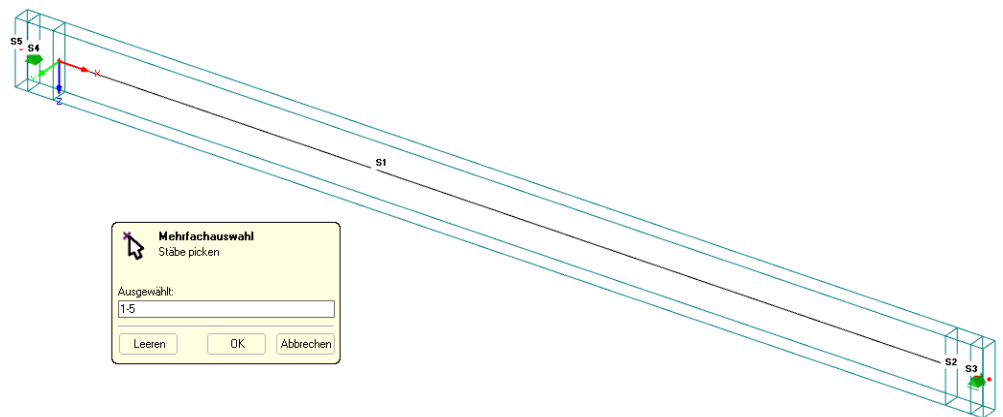 S5
S4
X
Y
Z
S1
Mehrfachauswahl
Stäbe picken
Ausgewählt:
1-5
Leeren OK Abbrechen
S2
S3